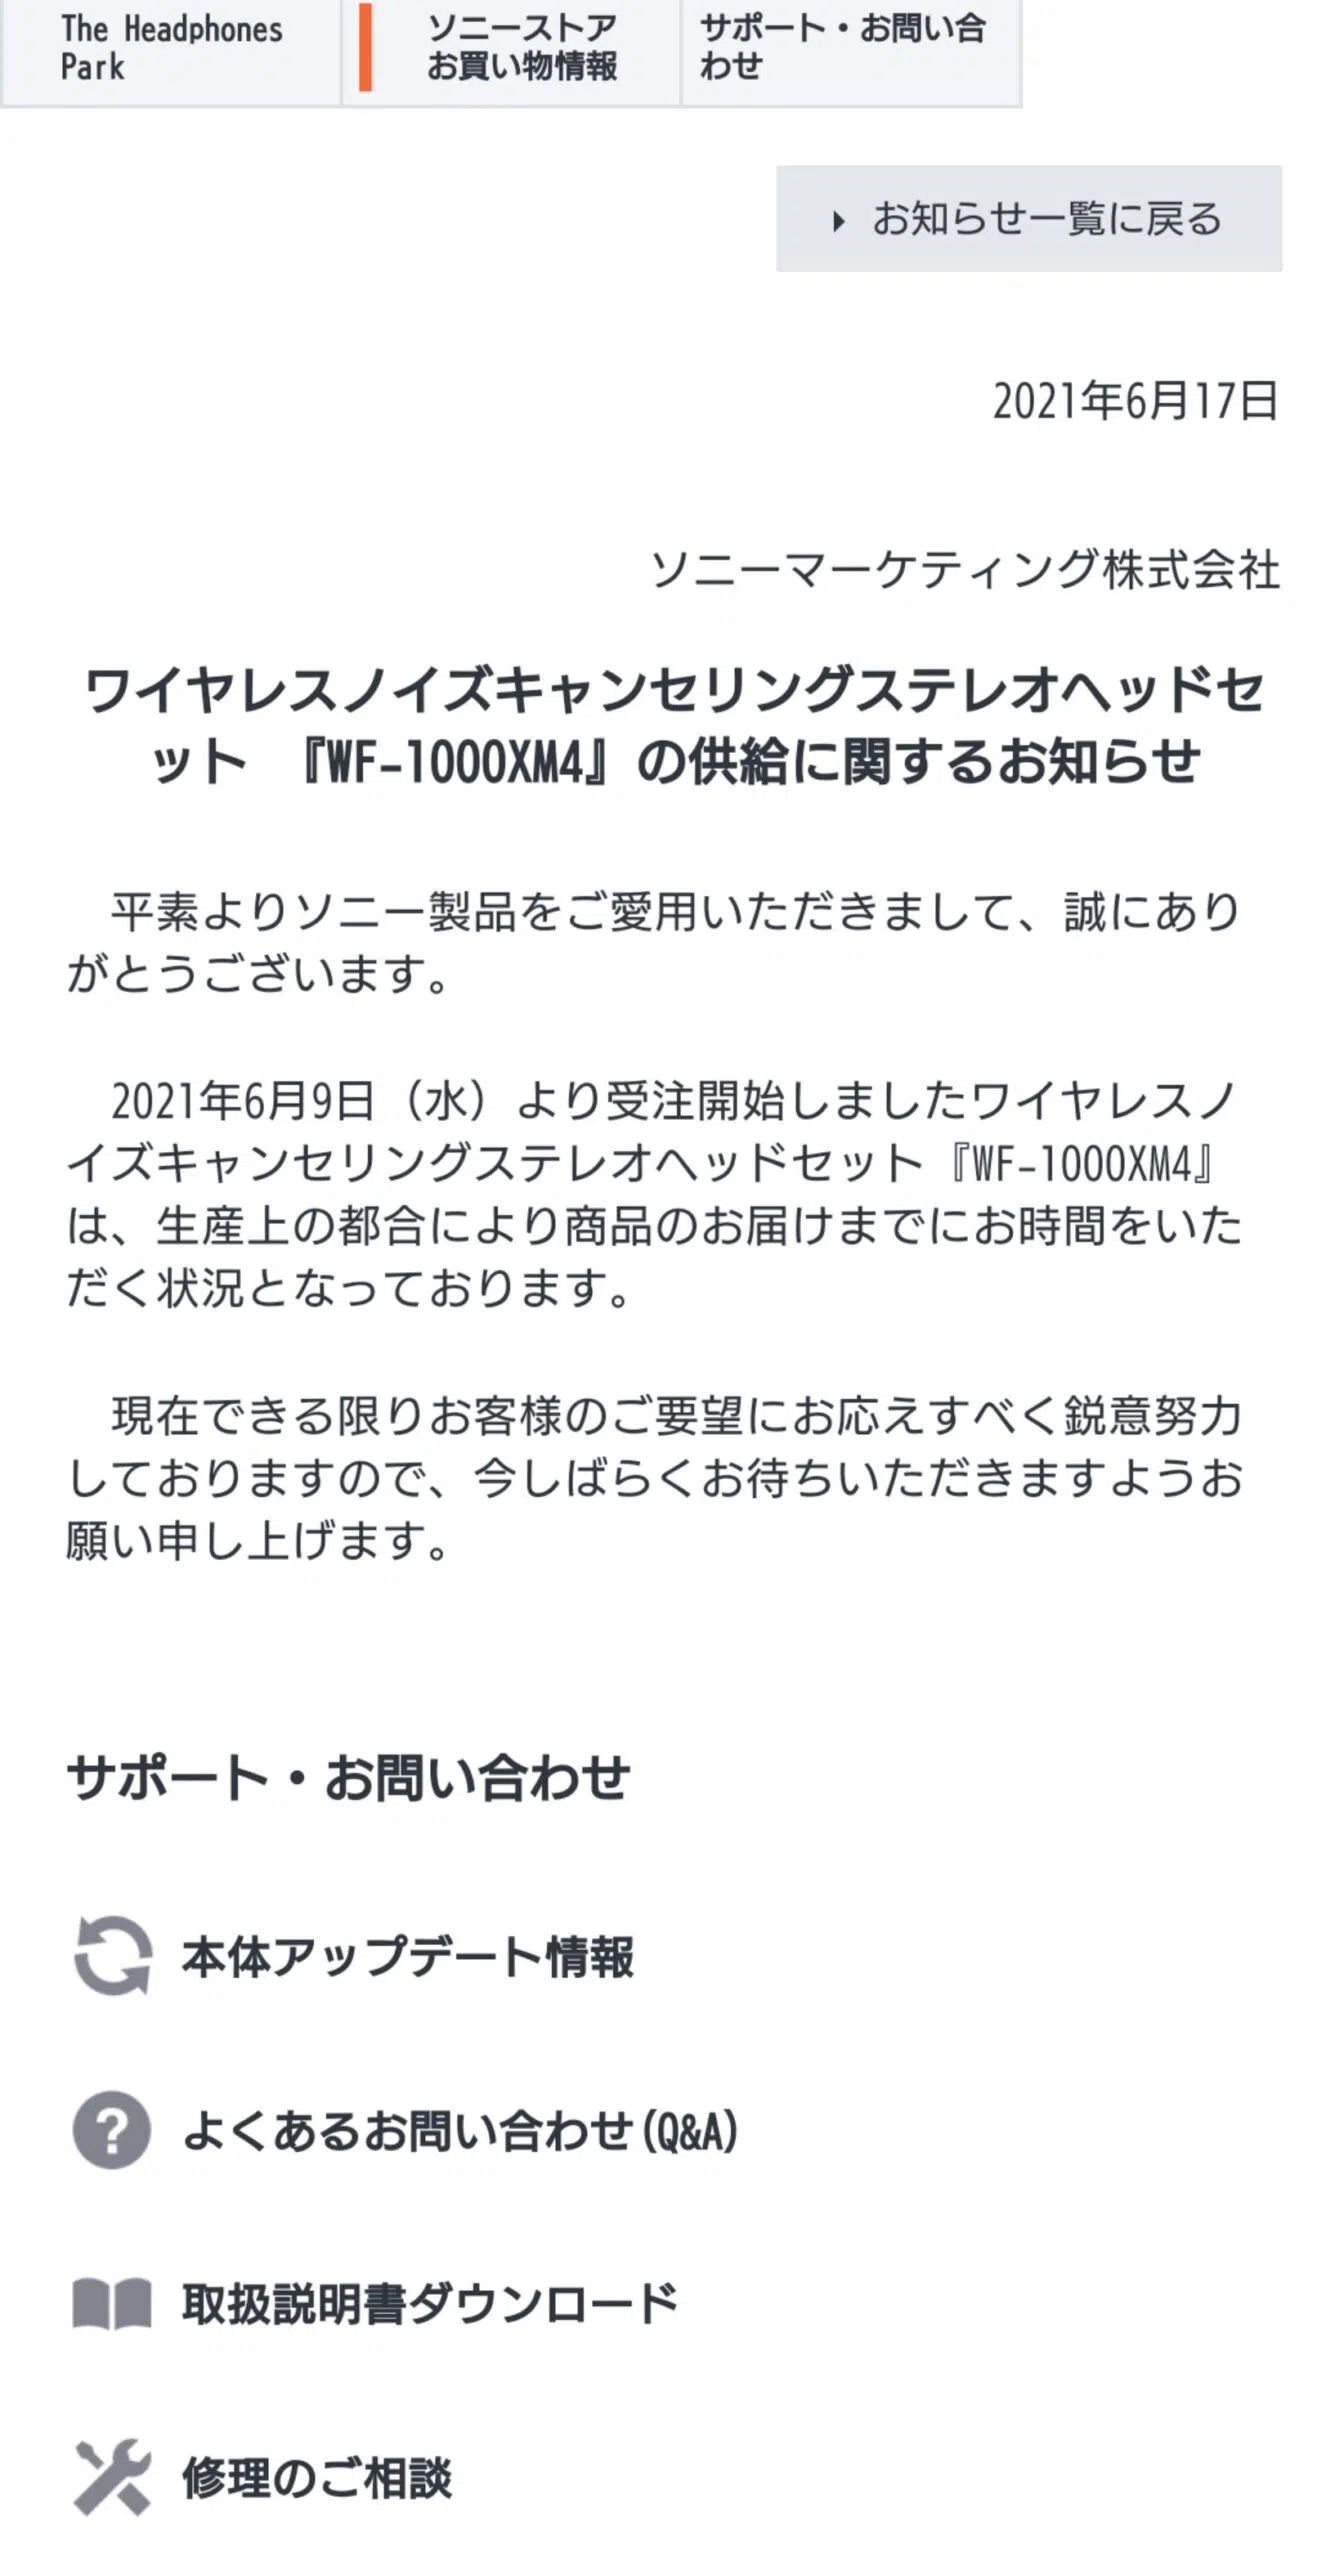 The Headphones
Park
ソニーストア
お買い物情報
サポート・お問い合
わせ
お知らせ一覧に戻る
2021年6月17日
ソニーマーケティング株式会社
ワイヤレスノイズキャンセリングステレオヘッドセ
ット 『WF-1000XM4』の供給に関するお知らせ
平素よりソニー製品をご愛用いただきまして、誠にあり
がとうございます。
2021年6月9日（水）より受注開始しましたワイヤレスノ
イズキャンセリングステレオヘッドセット『WF-1000XM4』
は、生産上の都合により商品のお届けまでにお時間をいた
だく状況となっております。
現在できる限りお客様のご要望にお応えすべく鋭意努力
しておりますので、今しばらくお待ちいただきますようお
願い申し上げます。
サポート・お問い合わせ
本体アップデート情報
よくあるお問い合わせ(Q&A)
取扱説明書ダウンロード
修理のご相談